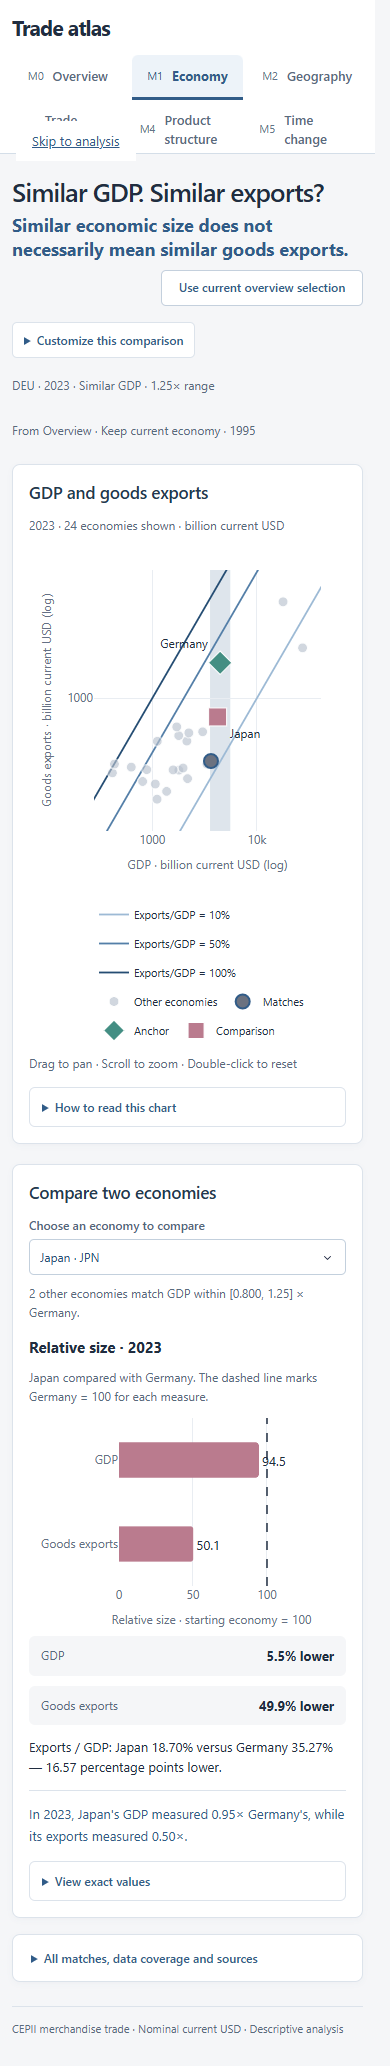 Trade atlas
M0 Overview
M1 Economy
M2 Geography
Trade
Skip to analysis
M4 Product structure
M5 Time change
Similar GDP. Similar exports?
Similar economic size does not
necessarily mean similar goods exports.
Use current overview selection
▶ Customize this comparison
DEU · 2023 · Similar GDP · 1.25× range
From Overview · Keep current economy · 1995
GDP and goods exports
2023 · 24 economies shown · billion current USD
Goods exports · billion current USD (log)
Germany
1000
Japan
1000
10k
GDP · billion current USD (log)
Exports/GDP = 10%
Exports/GDP = 50%
Exports/GDP = 100%
Other economies
Matches
Anchor
Comparison
Drag to pan · Scroll to zoom · Double-click to reset
▶ How to read this chart
Compare two economies
Choose an economy to compare
Japan · JPN
2 other economies match GDP within [0.800, 1.25] ×
Germany.
Relative size · 2023
Japan compared with Germany. The dashed line marks
Germany = 100 for each measure.
GDP
94.5
Goods exports
50.1
0
50
100
Relative size · starting economy = 100
GDP
5.5% lower
Goods exports
49.9% lower
Exports / GDP: Japan 18.70% versus Germany 35.27%
— 16.57 percentage points lower.
In 2023, Japan's GDP measured 0.95× Germany's, while
its exports measured 0.50×.
▶ View exact values
▶ All matches, data coverage and sources
CEPII merchandise trade · Nominal current USD · Descriptive analysis